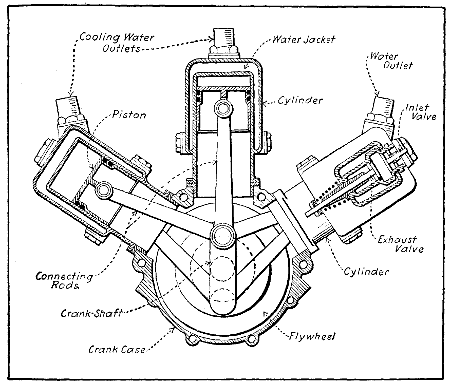 Cooling Water
Outlets
Water Jacket
Water
Outlet
Piston
Cylinder
Inlet
Valve
Exhaust
Valve
Connecting
Rods.
Cylinder
Crank-Shaft
Flywheel
Crank Case